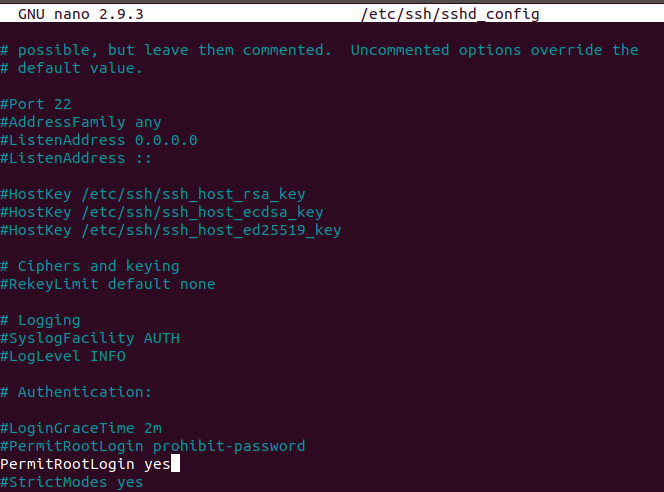 GNU nano 2.9.3 /etc/ssh/sshd_config
# possible, but leave them commented.  Uncommented options override the
# default value.
#Port 22
#AddressFamily any
#ListenAddress 0.0.0.0
#ListenAddress ::
#HostKey /etc/ssh/ssh_host_rsa_key
#HostKey /etc/ssh/ssh_host_ecdsa_key
#HostKey /etc/ssh/ssh_host_ed25519_key
# Ciphers and keying
#RekeyLimit default none
# Logging
#SyslogFacility AUTH
#LogLevel INFO
# Authentication:
#LoginGraceTime 2m
#PermitRootLogin prohibit-password
PermitRootLogin yes
#StrictModes yes